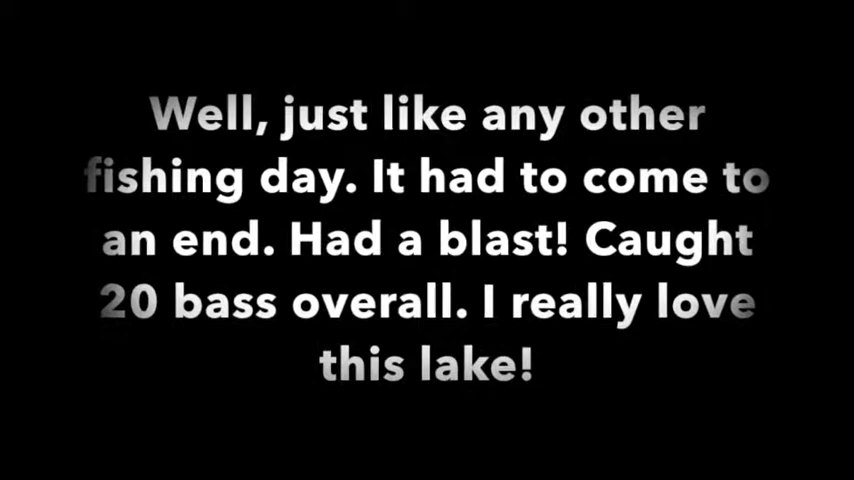 Well, just like any other
fishing day. It had to come to
an end. Had a blast! Caught
20 bass overall. I really love
this lake!